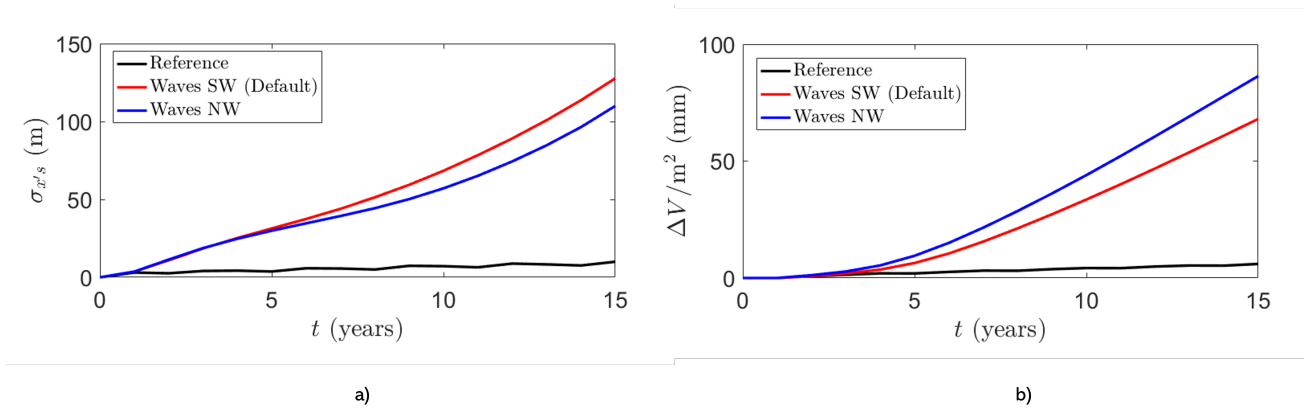 150
100
50
0
σx's (m)
Reference
Waves SW (Default)
Waves NW
0 5 10 15
t (years)
a)
100
50
0
ΔV/m² (mm)
Reference
Waves SW (Default)
Waves NW
0 5 10 15
t (years)
b)